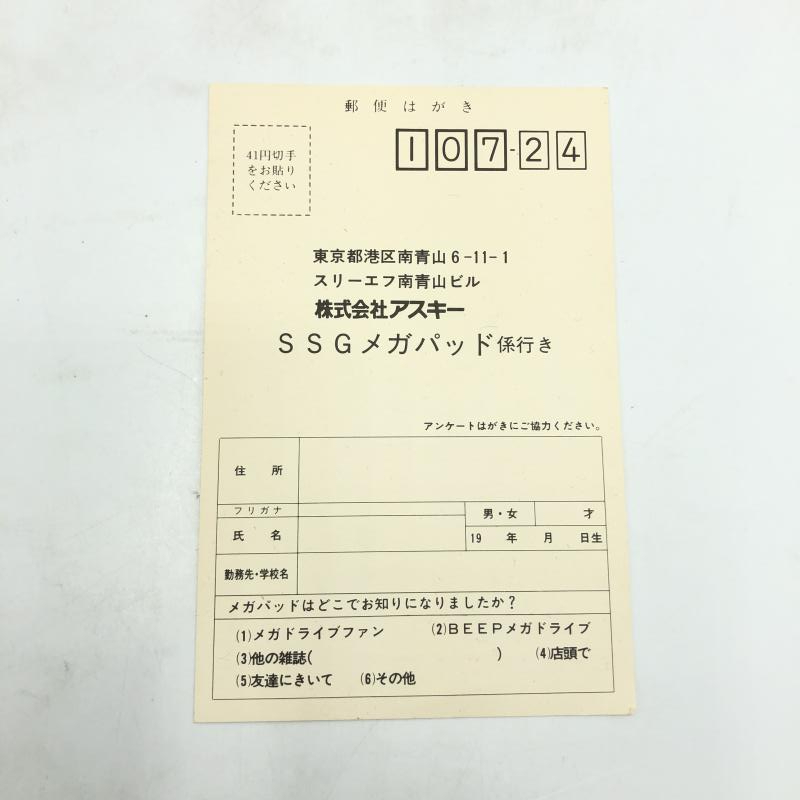 郵便はがき
41円切手
をお貼り
ください
107-24
東京都港区南青山6-11-1
スリーエフ南青山ビル
株式会社アスキー
SSGメガパッド係行き
アンケートはがきにご協力ください。
住所
フリガナ
男・女 才
氏名
19 年 月 日生
勤務先・学校名
メガパッドはどこでお知りになりましたか？
(1)メガドライブファン (2)BEEPメガドライブ
(3)他の雑誌( ) (4)店頭で
(5)友達にきいて (6)その他